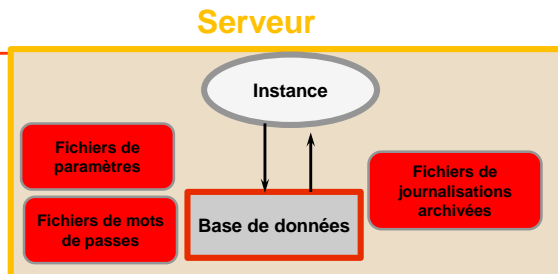 Serveur
Instance
Fichiers de
paramètres
Fichiers de
journalisations
archivées
Fichiers de mots
de passes
Base de données